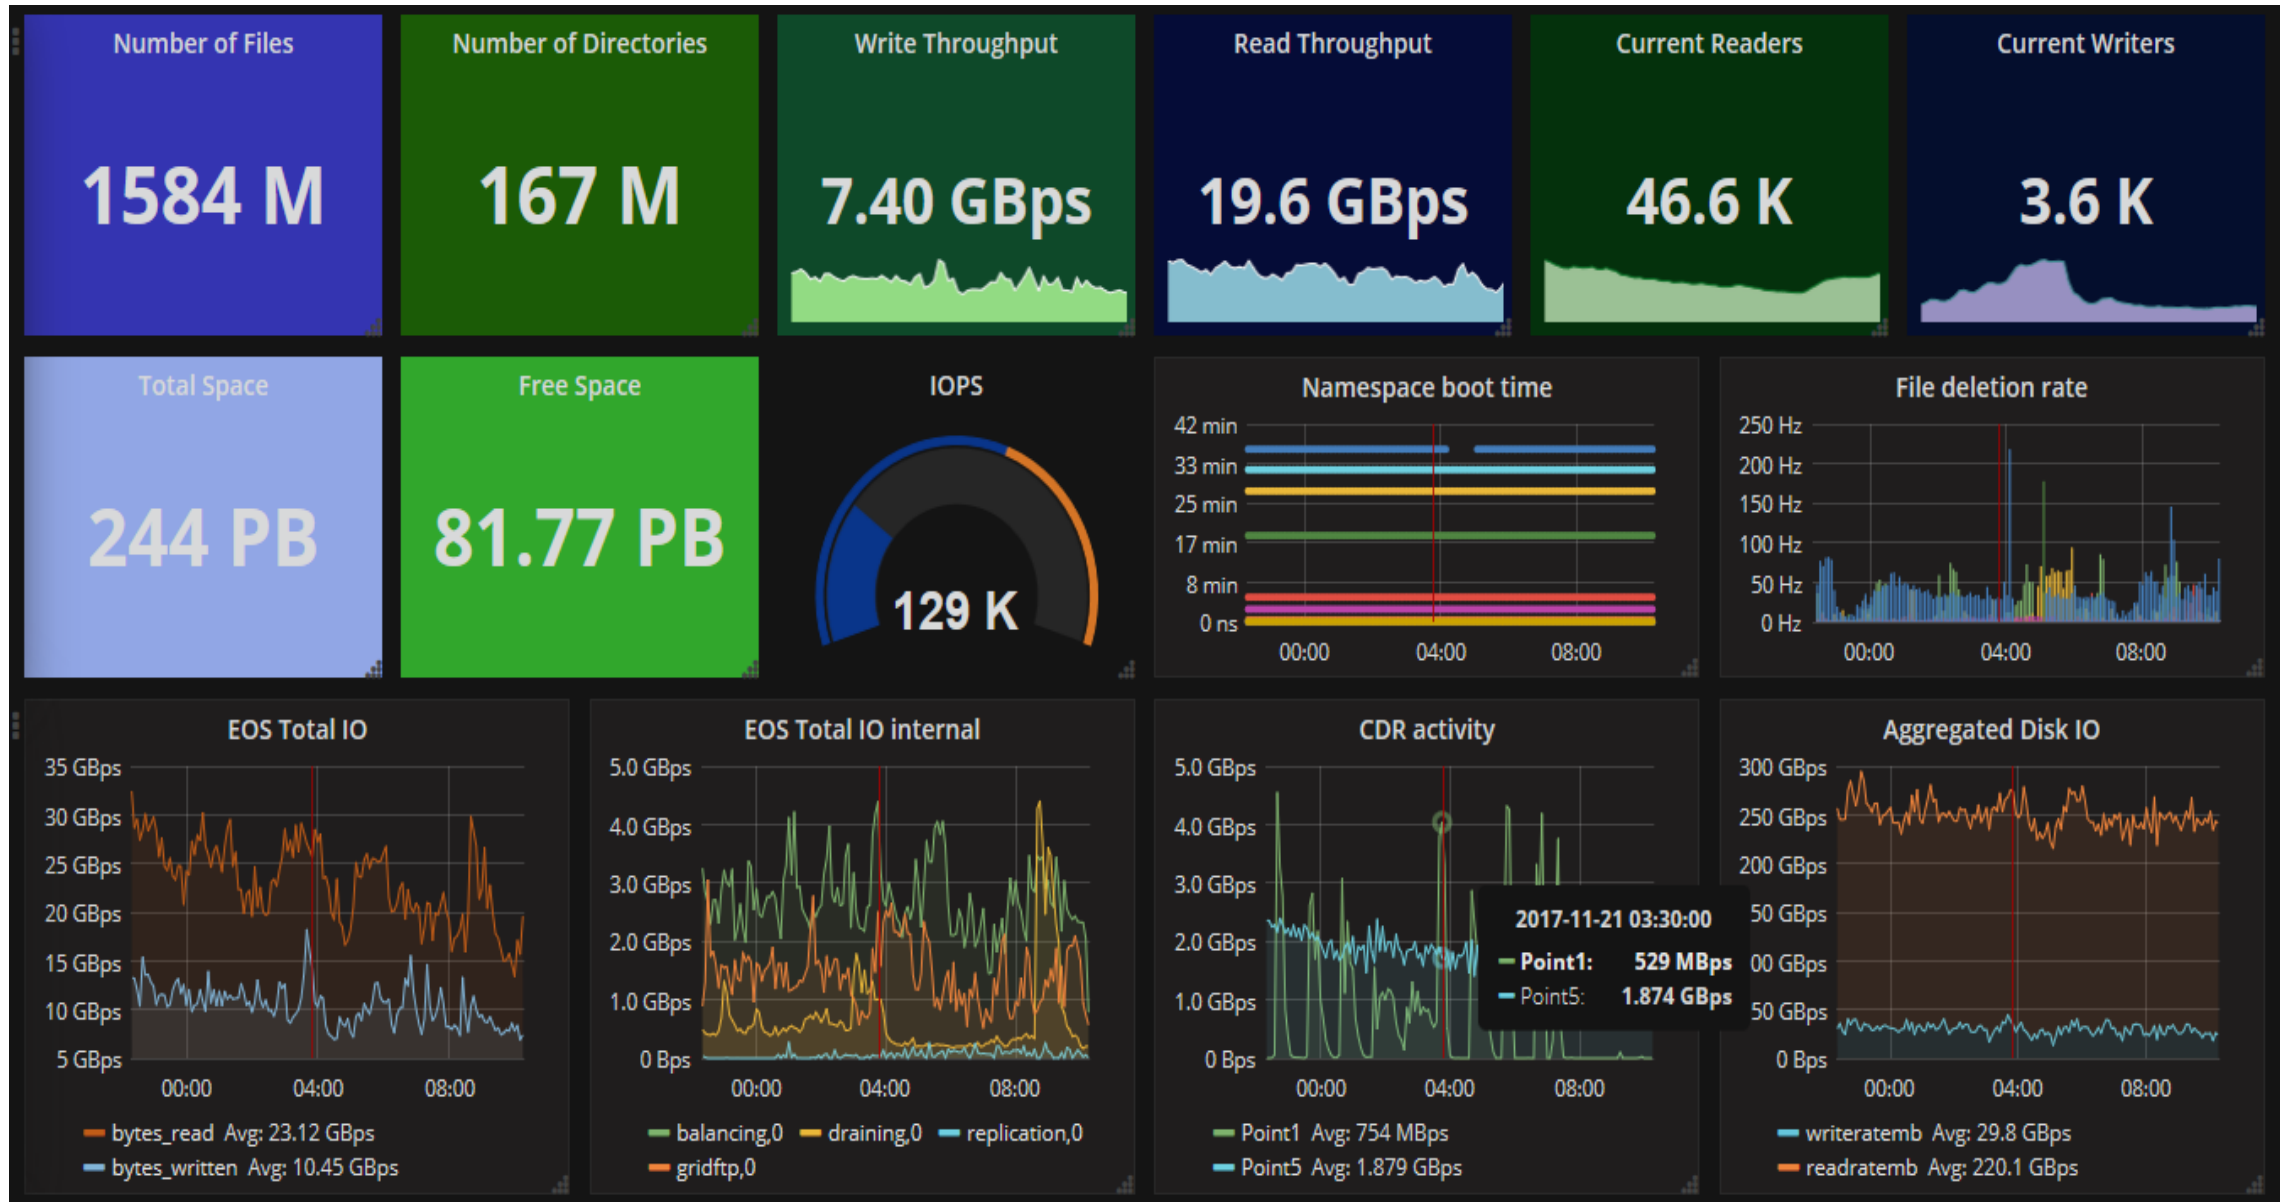 Number of Files
1584 M
Number of Directories
167 M
Write Throughput
7.40 GBps
Read Throughput
19.6 GBps
Current Readers
46.6 K
Current Writers
3.6 K
Total Space
244 PB
Free Space
81.77 PB
IOPS
129 K
Namespace boot time
42 min
33 min
25 min
17 min
8 min
0 ns
00:00 04:00 08:00
File deletion rate
250 Hz
200 Hz
150 Hz
100 Hz
50 Hz
0 Hz
00:00 04:00 08:00
EOS Total IO
35 GBps
30 GBps
25 GBps
20 GBps
15 GBps
10 GBps
5 GBps
00:00 04:00 08:00
bytes_read Avg: 23.12 GBps
bytes_written Avg: 10.45 GBps
EOS Total IO internal
5.0 GBps
4.0 GBps
3.0 GBps
2.0 GBps
1.0 GBps
0 Bps
00:00 04:00 08:00
balancing,0 draining,0 replication,0
gridftp,0
CDR activity
5.0 GBps
4.0 GBps
3.0 GBps
2.0 GBps
1.0 GBps
0 Bps
00:00 04:00 08:00
2017-11-21 03:30:00
Point1: 529 MBps
Point5: 1.874 GBps
Point1 Avg: 754 MBps
Point5 Avg: 1.879 GBps
Aggregated Disk IO
300 GBps
250 GBps
200 GBps
50 GBps
00 GBps
50 GBps
0 Bps
00:00 04:00 08:00
writeratemb Avg: 29.8 GBps
readratemb Avg: 220.1 GBps